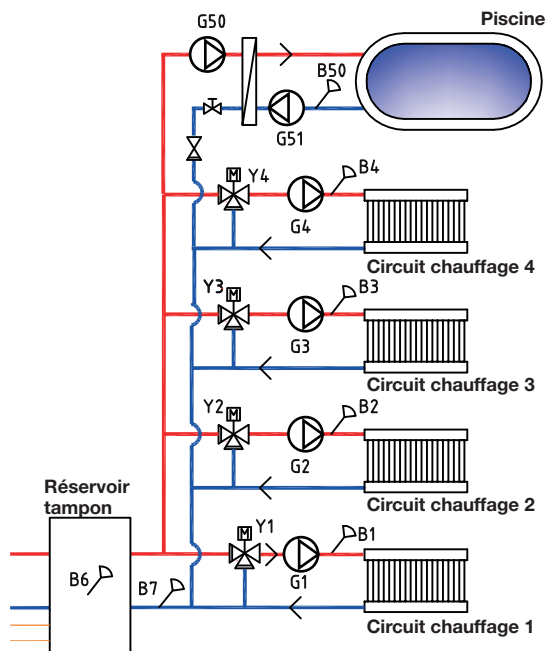 G50
Piscine
B50
G51
Y4
M
B4
G4
Circuit chauffage 4
Y3
M
B3
G3
Circuit chauffage 3
Y2
M
B2
G2
Circuit chauffage 2
Réservoir
tampon
Y1
M
B1
B6
B7
G1
Circuit chauffage 1